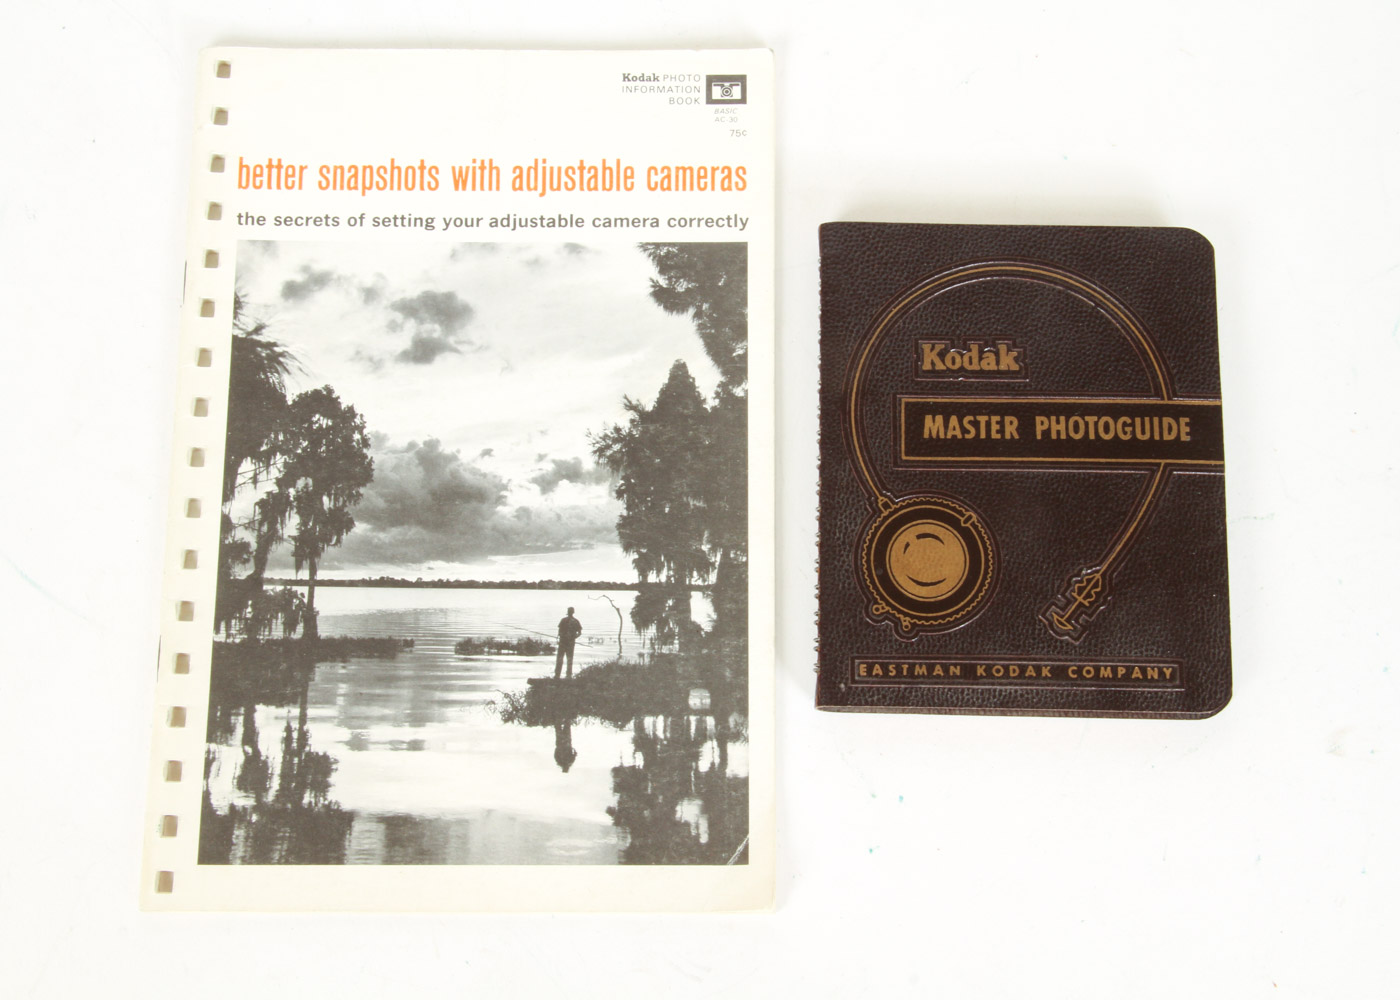 Kodak PHOTO
INFORMATION
BOOK
BASIC
AC-30
75¢
better snapshots with adjustable cameras
the secrets of setting your adjustable camera correctly
Kodak
MASTER PHOTOGUIDE
EASTMAN KODAK COMPANY